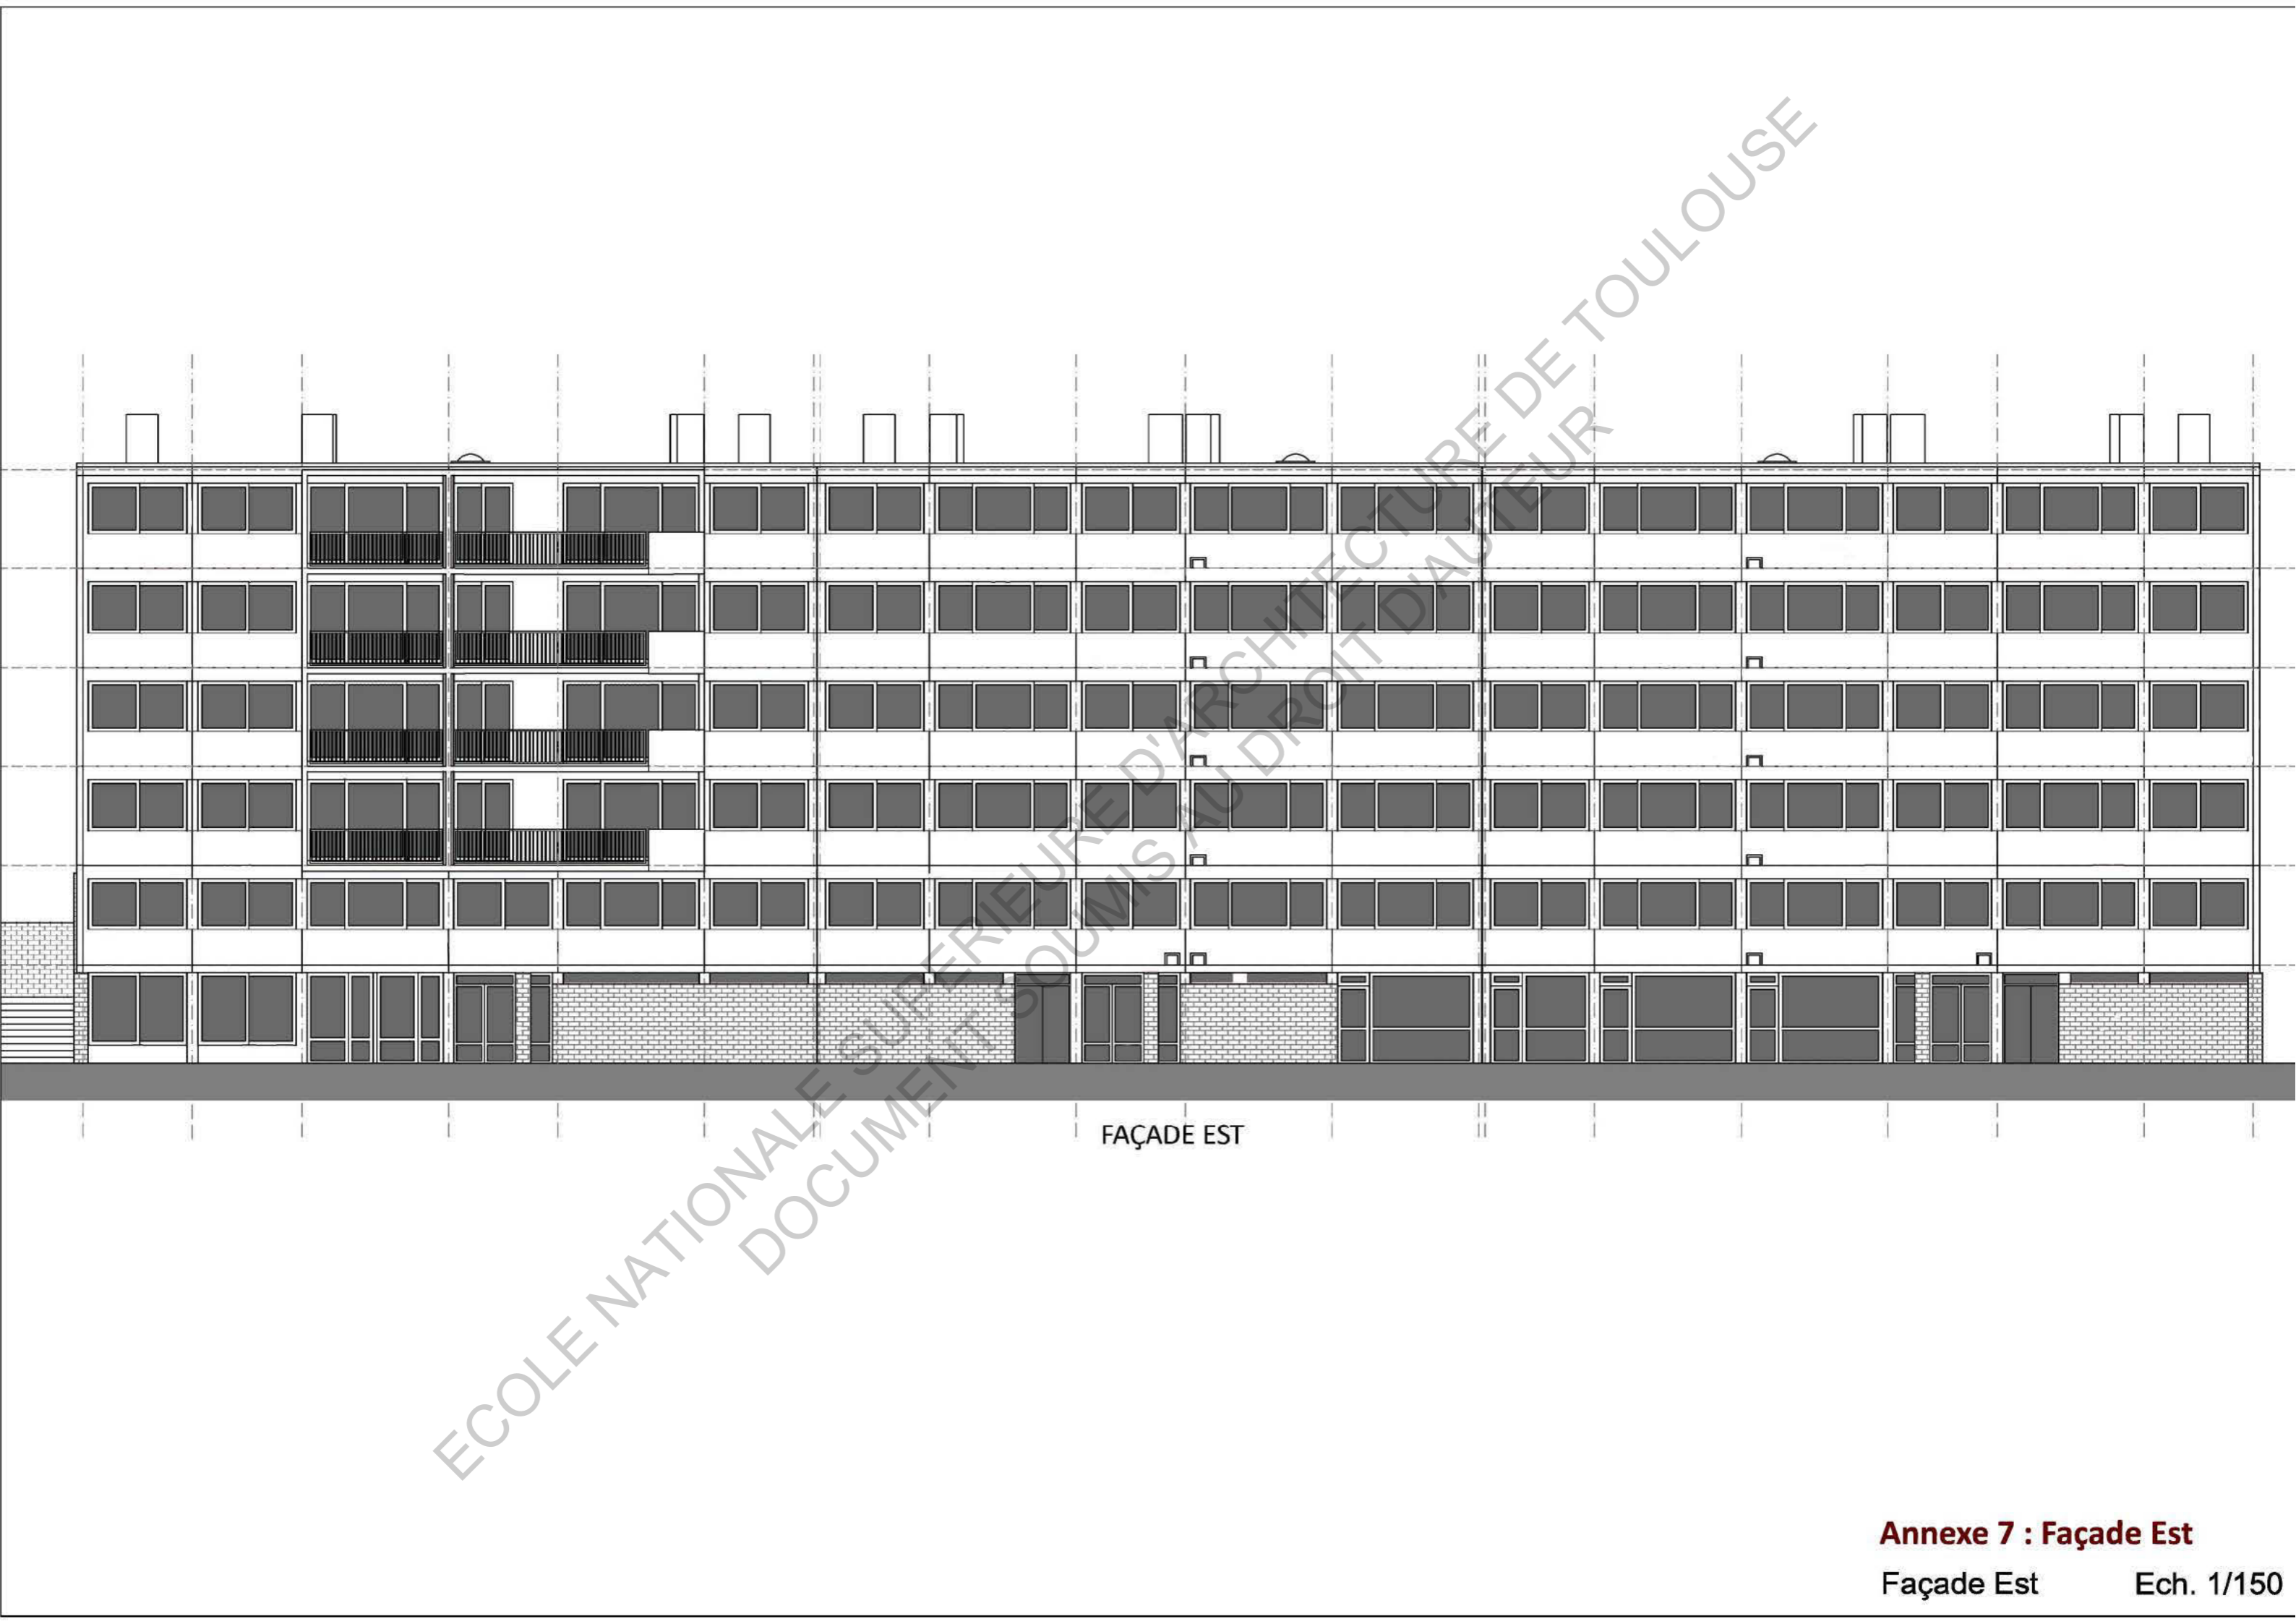 ECOLE NATIONALE SUPERIEURE D'ARCHITECTURE DE TOULOUSE
DOCUMENT SOUMIS AU DROIT D'AUTEUR
FAÇADE EST
Annexe 7 : Façade Est
Façade Est Ech. 1/150